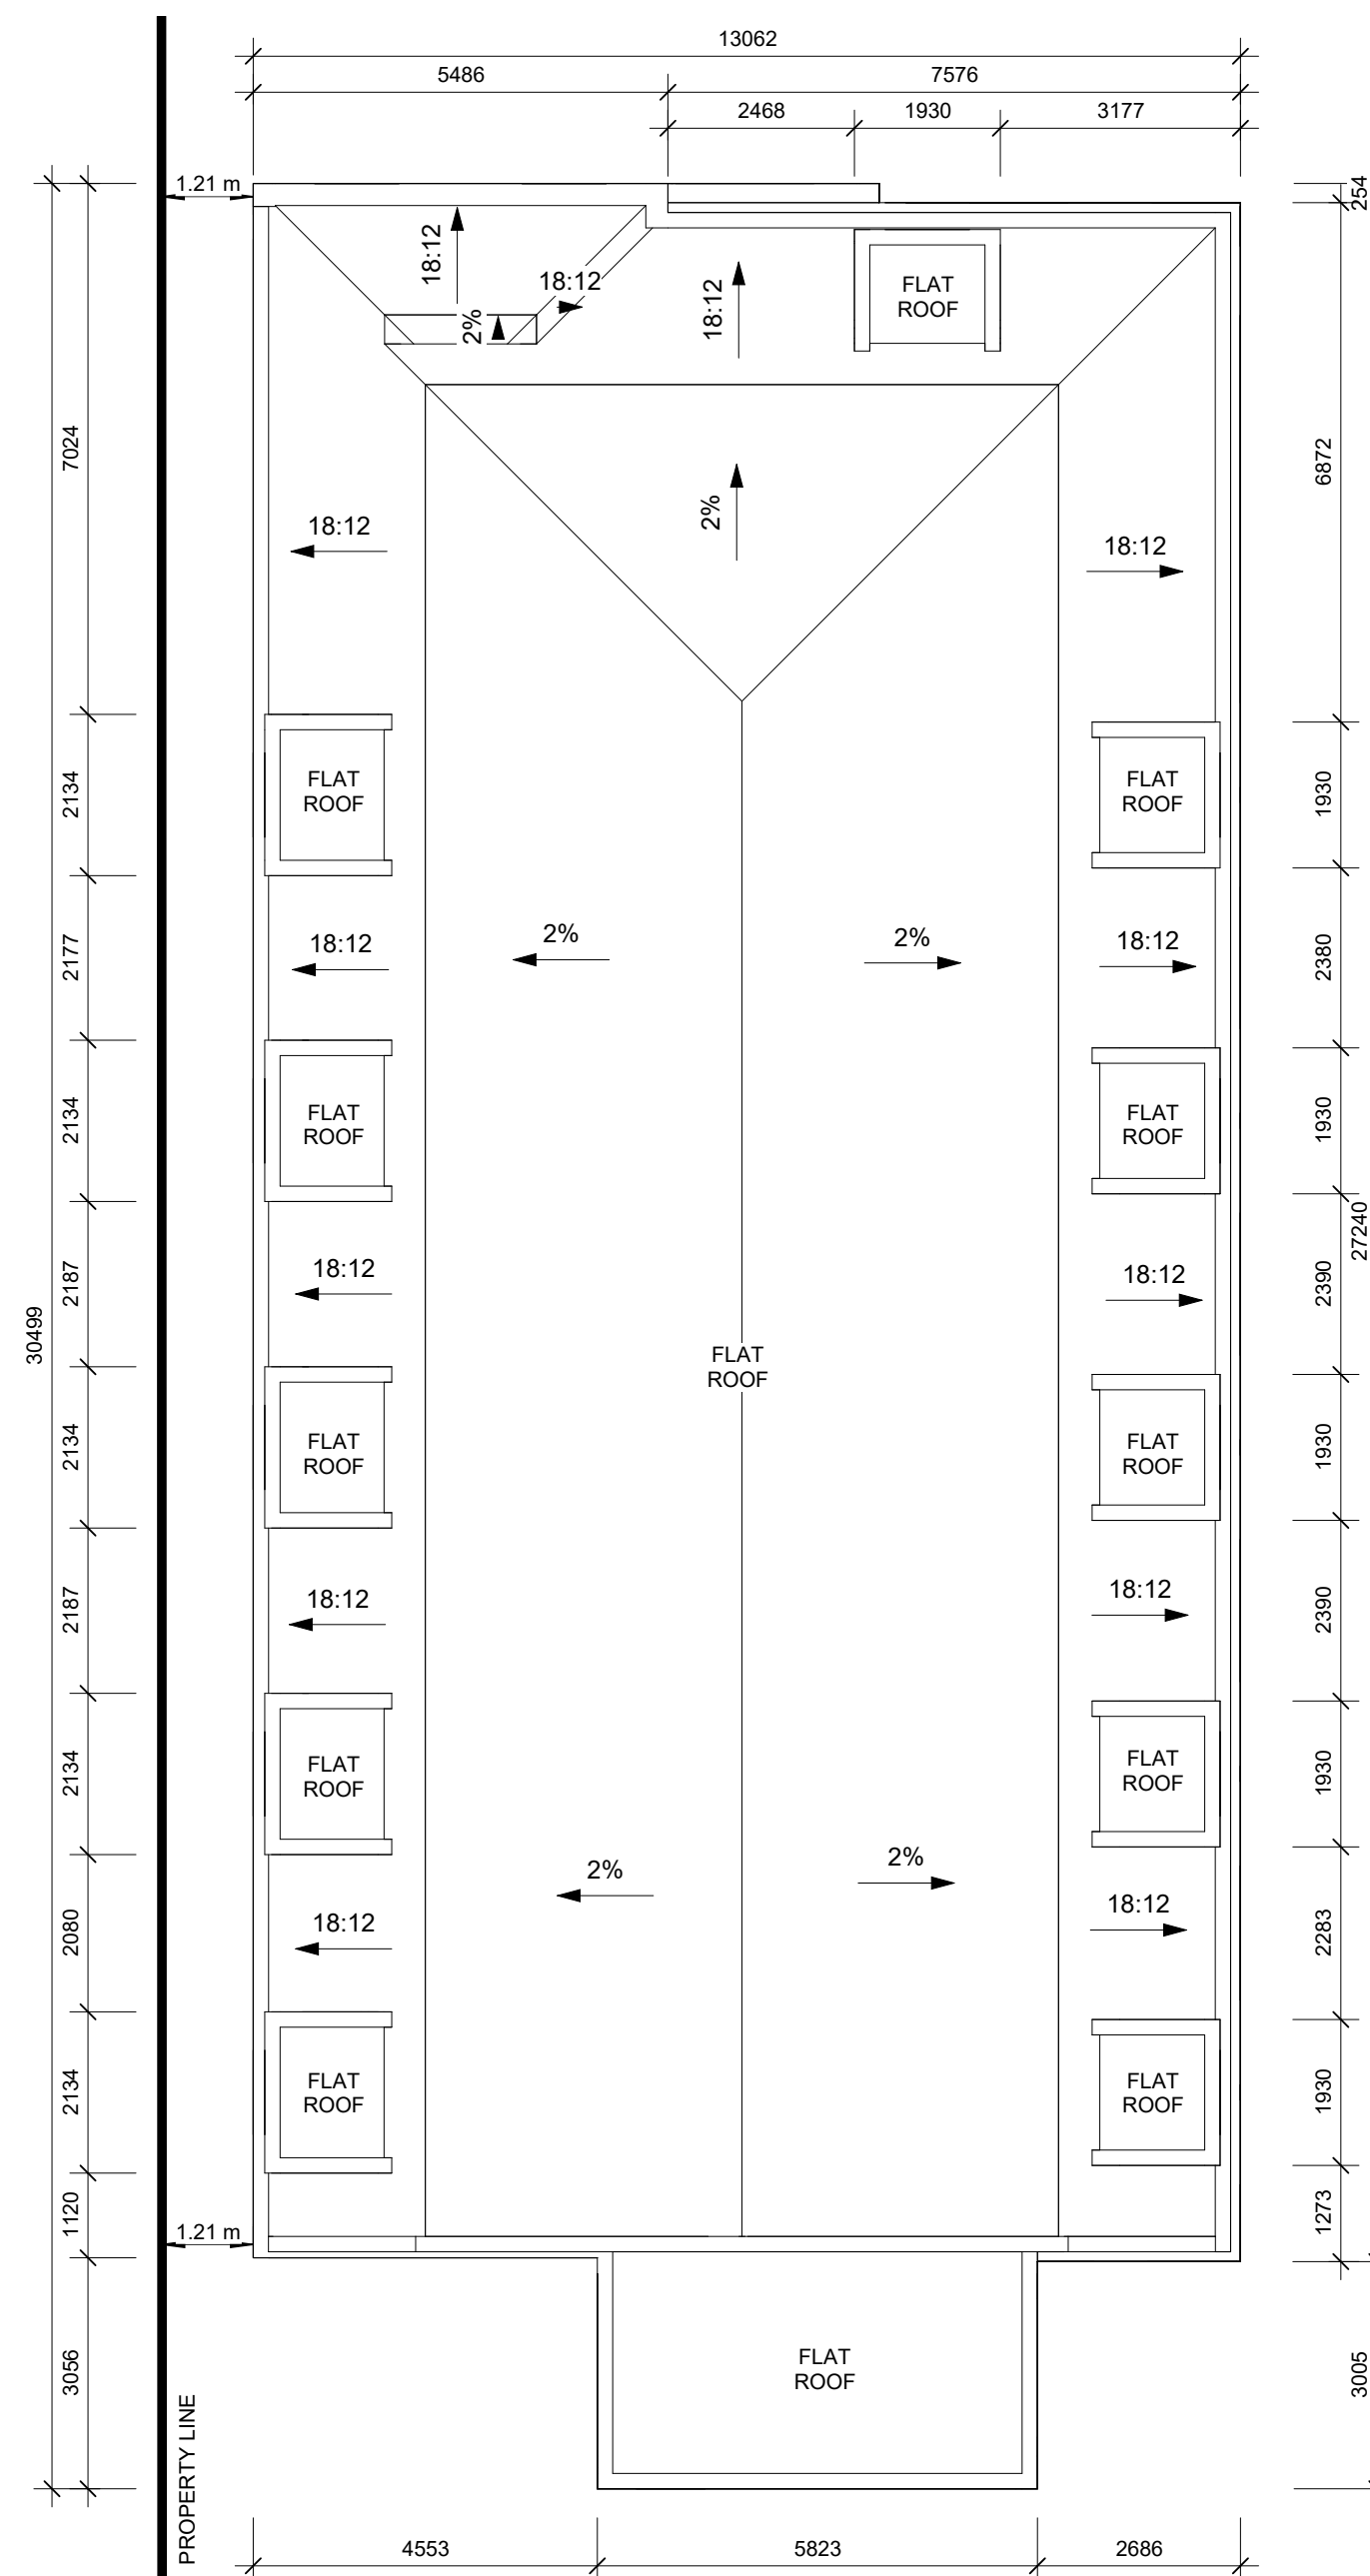 13062
5486
7576
2468
1930
3177
1.21 m
254
18:12
18:12
2%
18:12
FLAT
ROOF
7024
6872
2%
18:12
18:12
2134
FLAT
ROOF
FLAT
ROOF
1930
2177
18:12
2%
2%
18:12
2380
2134
FLAT
ROOF
FLAT
ROOF
1930
27240
2187
18:12
18:12
2390
30499
FLAT
ROOF
2134
FLAT
ROOF
FLAT
ROOF
1930
2187
18:12
18:12
2390
2134
FLAT
ROOF
FLAT
ROOF
1930
2%
2%
2080
18:12
18:12
2283
2134
FLAT
ROOF
FLAT
ROOF
1930
1120
1.21 m
1273
3056
FLAT
ROOF
3005
PROPERTY LINE
4553
5823
2686